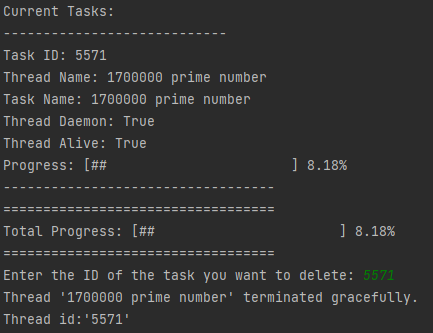 Current Tasks:
----------------------------
Task ID: 5571
Thread Name: 1700000 prime number
Task Name: 1700000 prime number
Thread Daemon: True
Thread Alive: True
Progress: [##                       ] 8.18%
----------------------------------
==================================
Total Progress: [##                       ] 8.18%
==================================
Enter the ID of the task you want to delete: 5571
Thread '1700000 prime number' terminated gracefully.
Thread id:'5571'